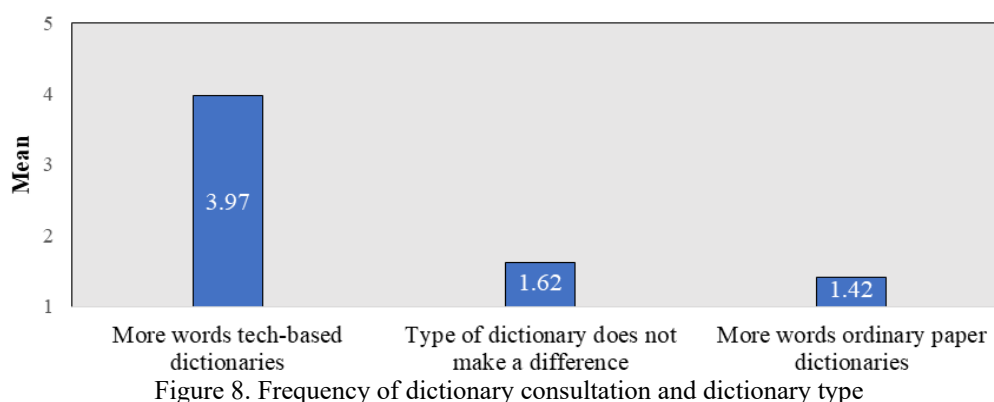 5
4
3
2
1
Mean
3.97
1.62
1.42
More words tech-based
dictionaries
Type of dictionary does not
make a difference
More words ordinary paper
dictionaries
Figure 8. Frequency of dictionary consultation and dictionary type